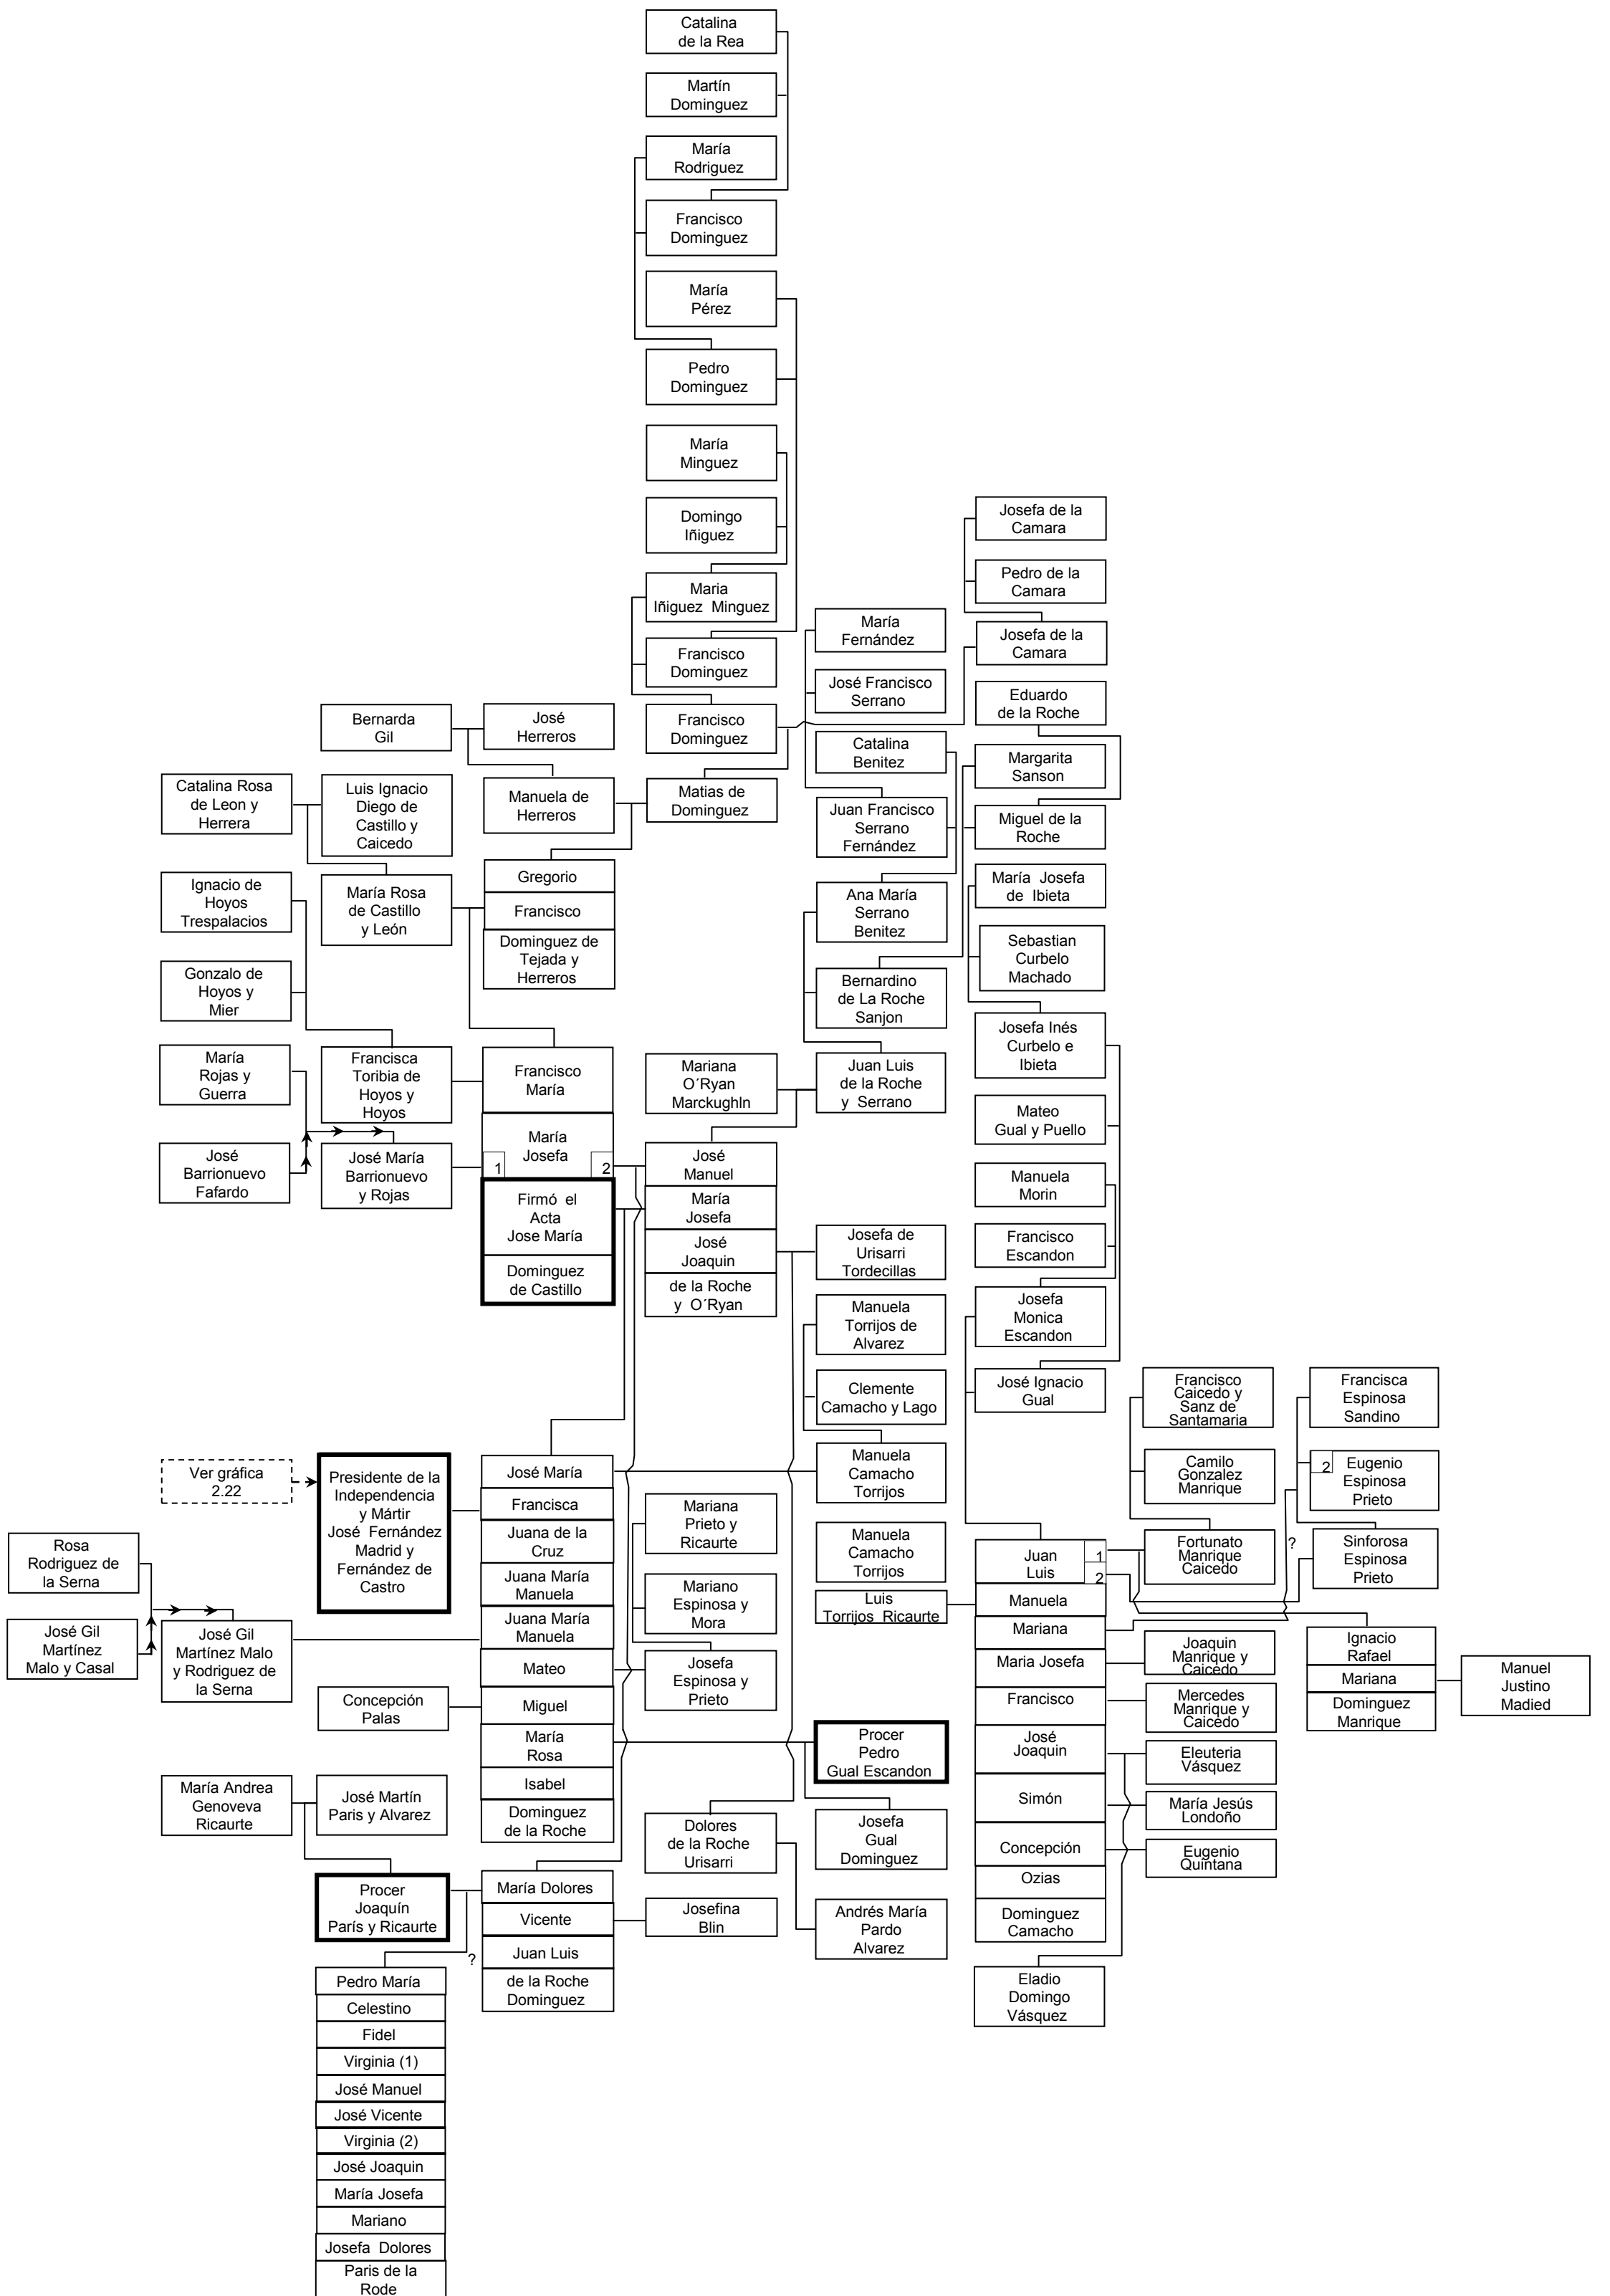 Catalina
de la Rea
Martín
Dominguez
María
Rodriguez
Francisco
Dominguez
María
Pérez
Pedro
Dominguez
María
Minguez
Domingo
Iñiguez
Maria
Iñiguez Minguez
Francisco
Dominguez
Francisco
Dominguez
Josefa de la
Camara
Pedro de la
Camara
Josefa de la
Camara
María
Fernández
José Francisco
Serrano
Eduardo
de la Roche
Bernarda
Gil
José
Herreros
Catalina
Benitez
Margarita
Sanson
Catalina Rosa
de Leon y
Herrera
Luis Ignacio
Diego de
Castillo y
Caicedo
Manuela de
Herreros
Matias de
Dominguez
Juan Francisco
Serrano
Fernández
Miguel de la
Roche
Ignacio de
Hoyos
Trespalacios
María Rosa
de Castillo
y León
Gregorio
Francisco
Dominguez de
Tejada y
Herreros
Ana María
Serrano
Benitez
María Josefa
de Ibieta
Sebastian
Curbelo
Machado
Gonzalo de
Hoyos y
Mier
Bernardino
de La Roche
Sanjon
Josefa Inés
Curbelo e
Ibieta
María
Rojas y
Guerra
Francisca
Toribia de
Hoyos y
Hoyos
Francisco
María
Mariana
O´Ryan
Marckughln
Juan Luis
de la Roche
y Serrano
Mateo
Gual y Puello
José
Barrionuevo
Fafardo
José María
Barrionuevo
y Rojas
María
Josefa
1
2
José
Manuel
Manuela
Morin
Firmó el
Acta
Jose María
Dominguez
de Castillo
María
Josefa
José
Joaquin
de la Roche
y O´Ryan
Josefa de
Urisarri
Tordecillas
Francisco
Escandon
Manuela
Torrijos de
Alvarez
Josefa
Monica
Escandon
Clemente
Camacho y Lago
José Ignacio
Gual
Francisco
Caicedo y
Sanz de
Santamaria
Francisca
Espinosa
Sandino
Ver gráfica
2.22
Presidente de la
Independencia
y Mártir
José Fernández
Madrid y
Fernández de
Castro
José María
Francisca
Juana de la
Cruz
Juana María
Manuela
Juana María
Manuela
Mateo
Miguel
María
Rosa
Isabel
Dominguez
de la Roche
Manuela
Camacho
Torrijos
Camilo
Gonzalez
Manrique
2
Eugenio
Espinosa
Prieto
Mariana
Prieto y
Ricaurte
Manuela
Camacho
Torrijos
Juan
Luis
1
2
Fortunato
Manrique
Caicedo
?
Sinforosa
Espinosa
Prieto
Rosa
Rodriguez de
la Serna
Mariano
Espinosa y
Mora
Luis
Torrijos Ricaurte
Manuela
Mariana
Maria Josefa
Francisco
José
Joaquin
Simón
Concepción
Ozias
Dominguez
Camacho
José Gil
Martínez
Malo y Casal
José Gil
Martínez Malo
y Rodriguez de
la Serna
Josefa
Espinosa y
Prieto
Joaquin
Manrique y
Caicedo
Ignacio
Rafael
Mariana
Dominguez
Manrique
Manuel
Justino
Madied
Concepción
Palas
Mercedes
Manrique y
Caicedo
Procer
Pedro
Gual Escandon
Eleuteria
Vásquez
María Andrea
Genoveva
Ricaurte
José Martín
Paris y Alvarez
Dolores
de la Roche
Urisarri
Josefa
Gual
Dominguez
María Jesús
Londoño
Eugenio
Quintana
Procer
Joaquín
París y Ricaurte
María Dolores
Vicente
Juan Luis
de la Roche
Dominguez
Josefina
Blin
Andrés María
Pardo
Alvarez
?
Eladio
Domingo
Vásquez
Pedro María
Celestino
Fidel
Virginia (1)
José Manuel
José Vicente
Virginia (2)
José Joaquin
María Josefa
Mariano
Josefa Dolores
Paris de la
Rode